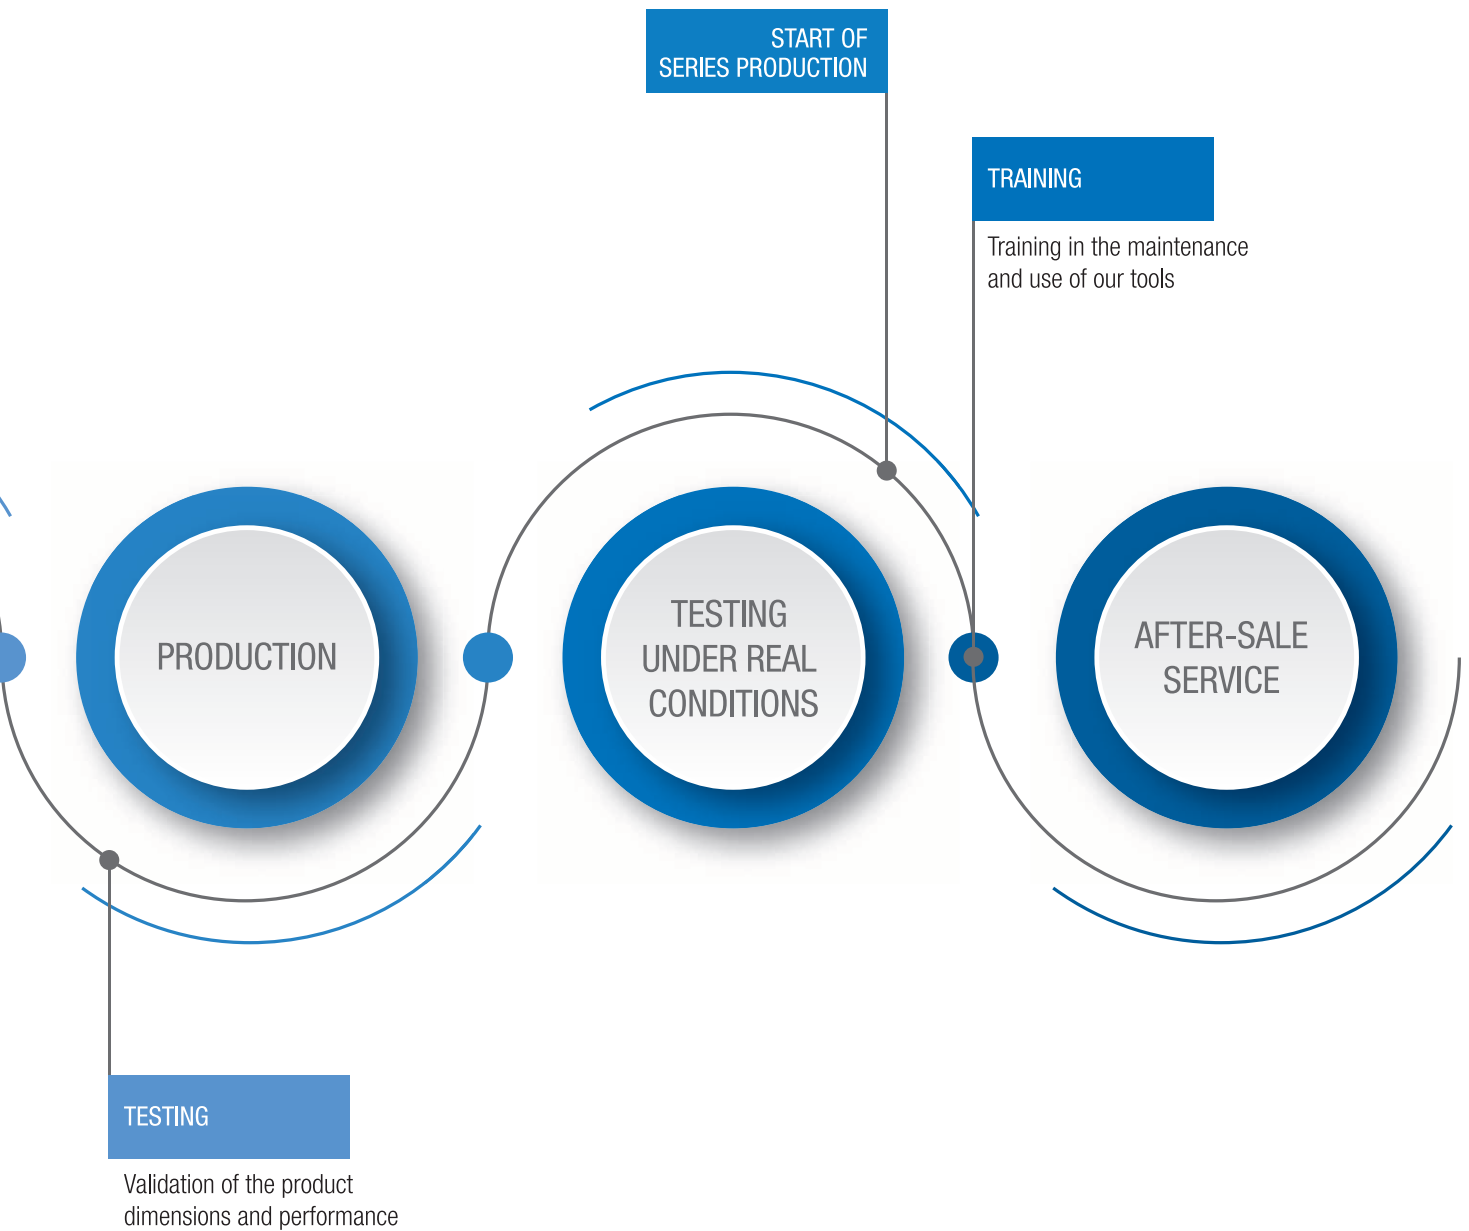 START OF
SERIES PRODUCTION
TRAINING
Training in the maintenance
and use of our tools
PRODUCTION
TESTING
UNDER REAL
CONDITIONS
AFTER-SALE
SERVICE
TESTING
Validation of the product
dimensions and performance